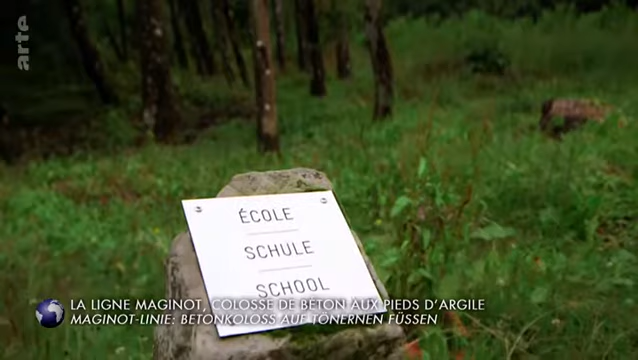 arte
ÉCOLE
SCHULE
SCHOOL
LA LIGNE MAGINOT, COLOSSE DE BÉTON AUX PIEDS D'ARGILE
MAGINOT-LINIE: BETONKOLOSS AUF TÖNERNEN FÜSSEN